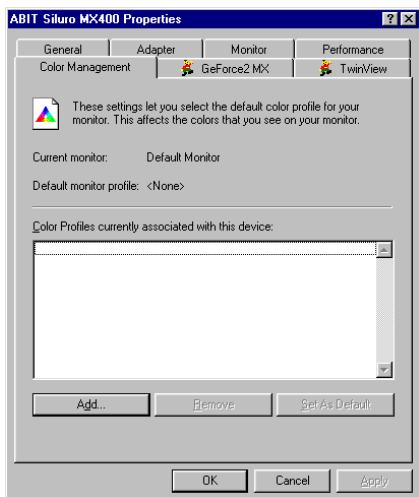 ABIT Siluro MX400 Properties
General Adapter Monitor Performance
Color Management GeForce2 MX TwinView
These settings let you select the default color profile for your
monitor. This affects the colors that you see on your monitor.
Current monitor: Default Monitor
Default monitor profile: <None>
Color Profiles currently associated with this device:
Add... Remove Set As Default
OK Cancel Apply